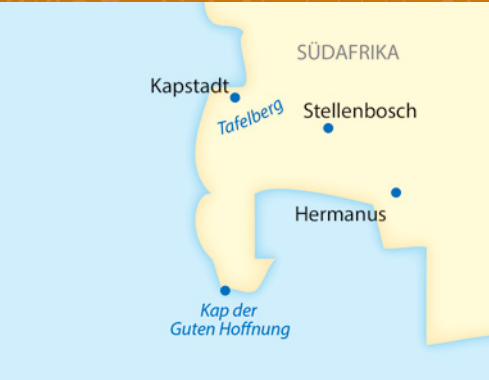 SÜDAFRIKA
Kapstadt
Tafelberg
Stellenbosch
Hermanus
Kap der
Guten Hoffnung